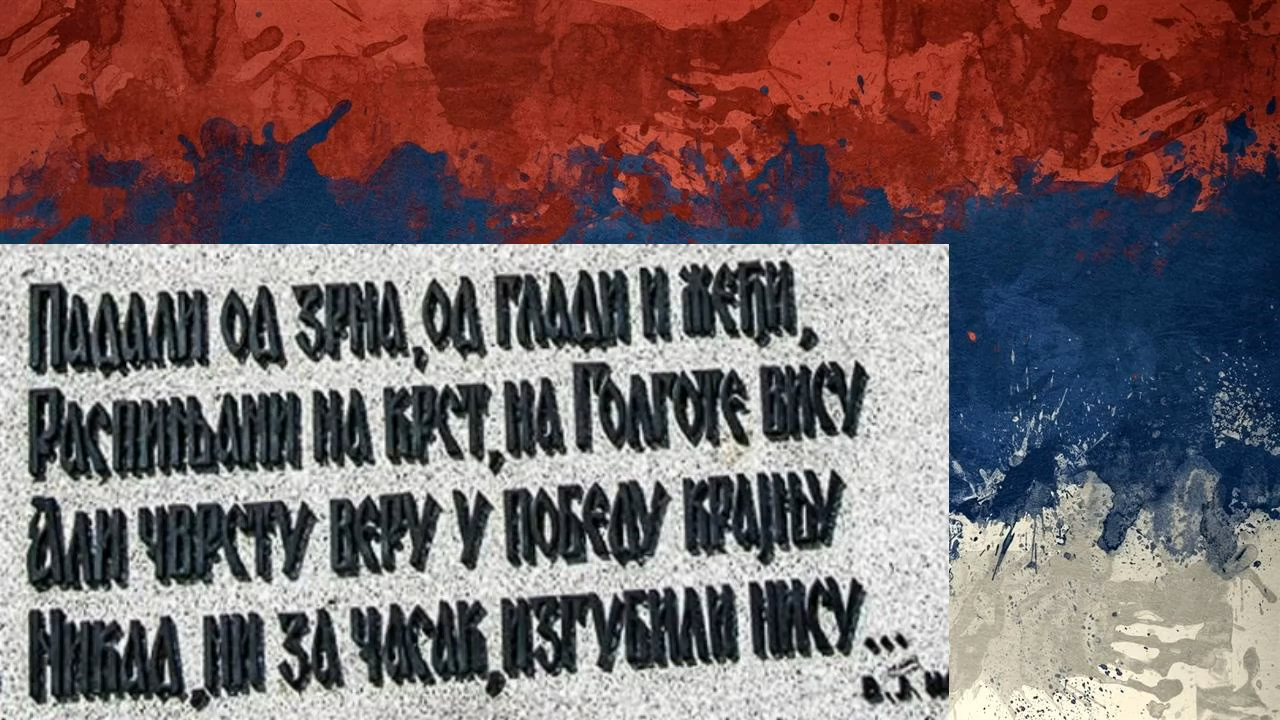 Падали од зрна, од глади и жеђи,
Распињани на крст, на Голготе вису
Али чврсту веру у победу крајњу
Никад, ни за часак, изгубили нису...